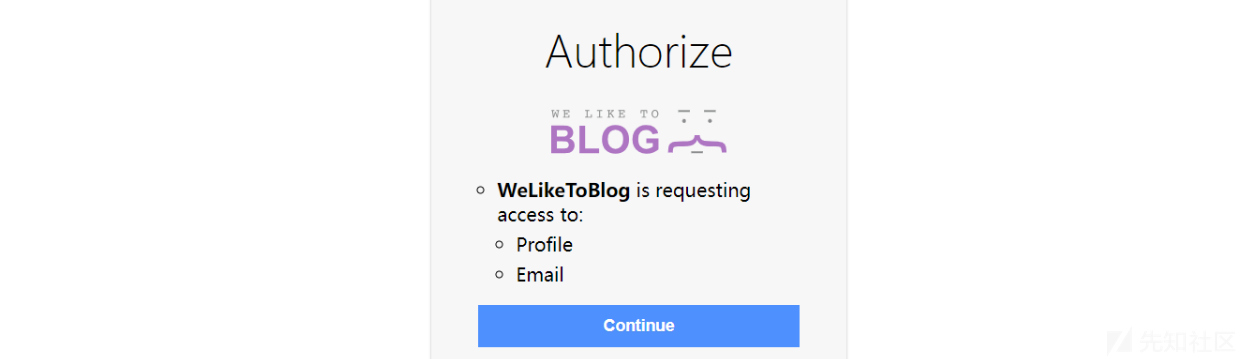 Authorize
WE LIKE TO
BLOG
WeLikeToBlog is requesting
access to:
Profile
Email
Continue
先知社区